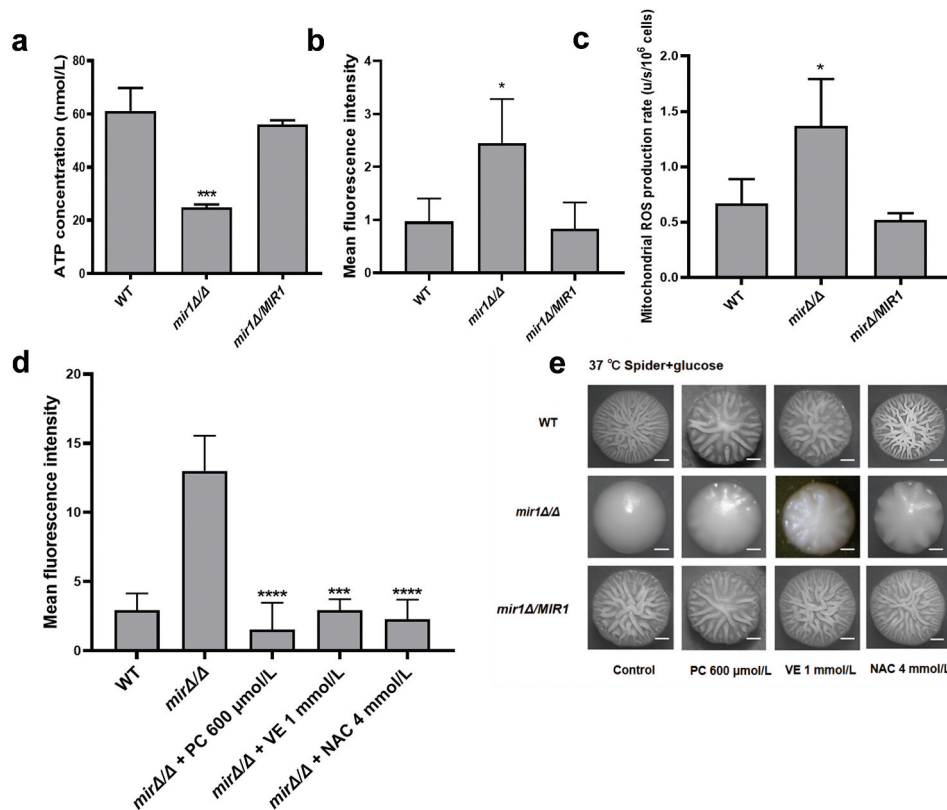 a
ATP concentration (nmol/L)
80
60
40
20
0
***
WT
mir1Δ/Δ
mir1Δ/MIR1
b
Mean fluorescence intensity
4
3
2
1
0
*
WT
mir1Δ/Δ
mir1Δ/MIR1
c
Mitochondrial ROS production rate (u/s/10⁶ cells)
2.0
1.5
1.0
0.5
0.0
*
WT
mirΔ/Δ
mirΔ/MIR1
d
Mean fluorescence intensity
20
15
10
5
0
****
***
****
WT
mirΔ/Δ
mirΔ/Δ + PC 600 µmol/L
mirΔ/Δ + VE 1 mmol/L
mirΔ/Δ + NAC 4 mmol/L
e
37 °C Spider+glucose
WT
mir1Δ/Δ
mir1Δ/MIR1
Control
PC 600 µmol/L
VE 1 mmol/L
NAC 4 mmol/L